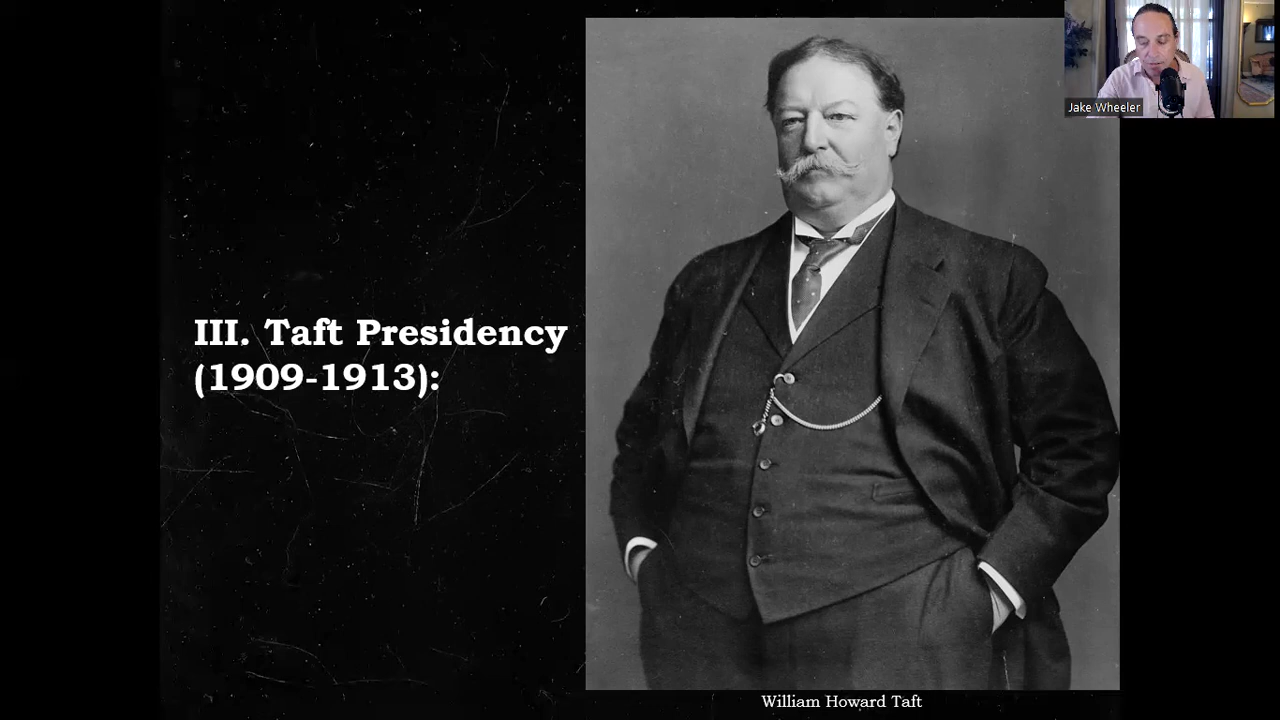 Jake Wheeler
III. Taft Presidency
(1909-1913):
William Howard Taft